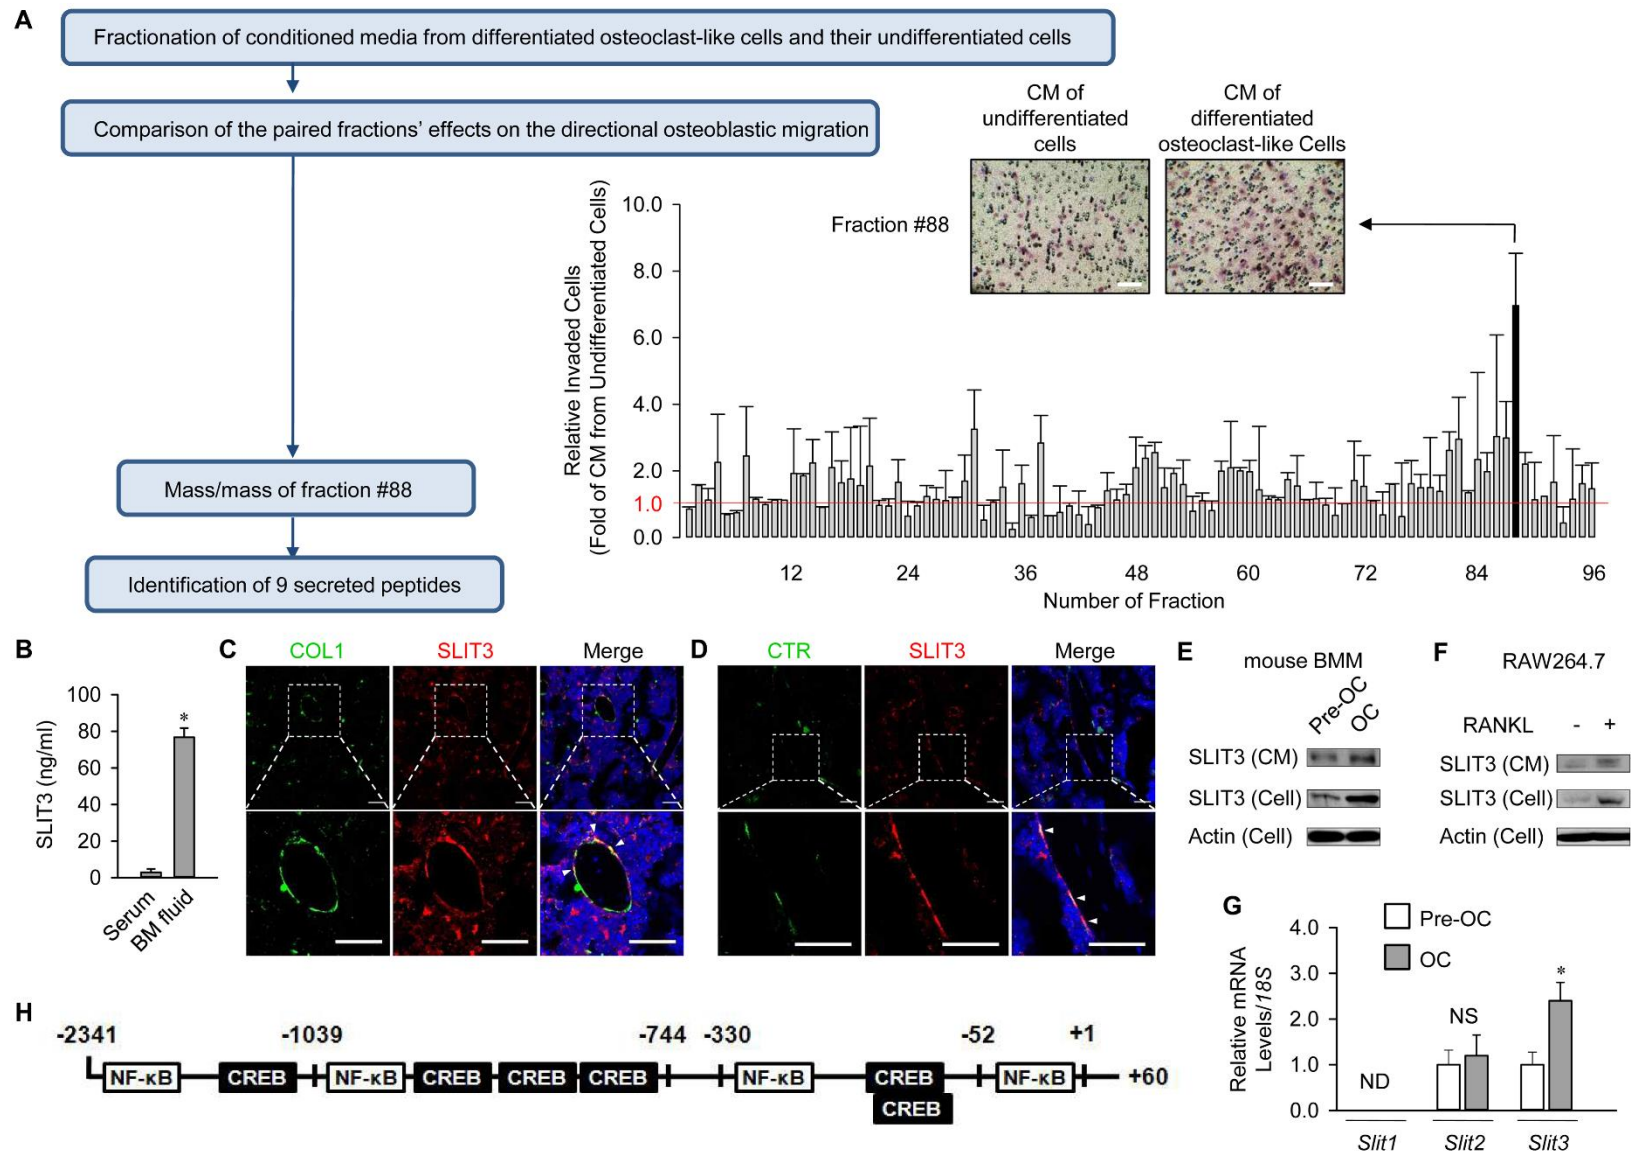 A
Fractionation of conditioned media from differentiated osteoclast-like cells and their undifferentiated cells
Comparison of the paired fractions' effects on the directional osteoblastic migration
Mass/mass of fraction #88
Identification of 9 secreted peptides
CM of
undifferentiated
cells
CM of
differentiated
osteoclast-like Cells
Fraction #88
Relative Invaded Cells
(Fold of CM from Undifferentiated Cells)
10.0
8.0
6.0
4.0
2.0
1.0
0.0
12 24 36 48 60 72 84 96
Number of Fraction
B
SLIT3 (ng/ml)
100
80
60
40
20
0
*
Serum
BM fluid
C
COL1 SLIT3 Merge
D
CTR SLIT3 Merge
E
mouse BMM
Pre-OC
OC
SLIT3 (CM)
SLIT3 (Cell)
Actin (Cell)
F
RAW264.7
RANKL - +
SLIT3 (CM)
SLIT3 (Cell)
Actin (Cell)
G
Pre-OC
OC
Relative mRNA
Levels/18S
4.0
3.0
2.0
1.0
0.0
ND
NS
*
Slit1 Slit2 Slit3
H
-2341 -1039 -744 -330 -52 +1
NF-κB CREB NF-κB CREB CREB CREB NF-κB CREB NF-κB +60
CREB